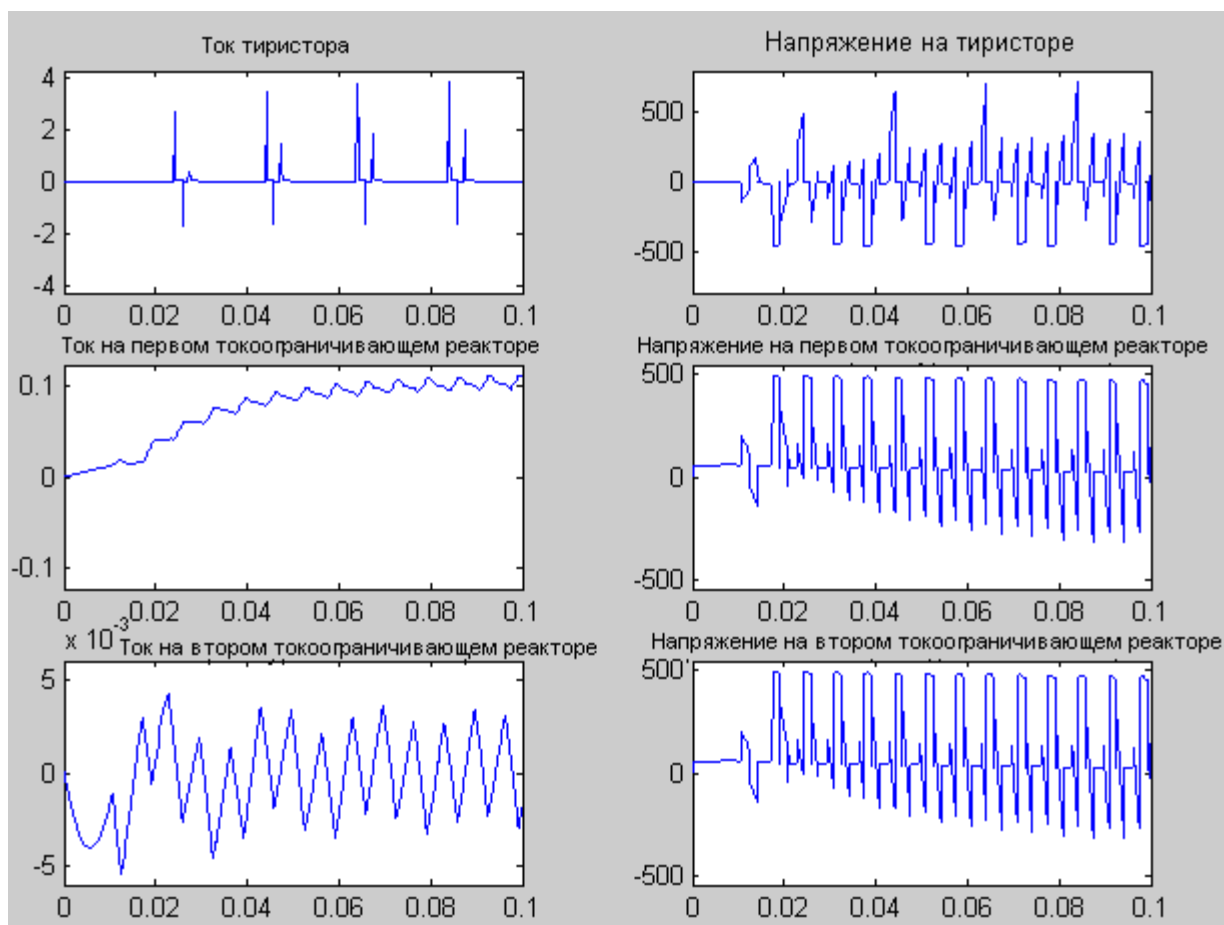 Ток тиристора
4
2
0
-2
-4
0 0.02 0.04 0.06 0.08 0.1
Напряжение на тиристоре
500
0
-500
0 0.02 0.04 0.06 0.08 0.1
Ток на первом токоограничивающем реакторе
0.1
0
-0.1
0 0.02 0.04 0.06 0.08 0.1
Напряжение на первом токоограничивающем реакторе
500
0
-500
0 0.02 0.04 0.06 0.08 0.1
x 10-3
Ток на втором токоограничивающем реакторе
5
0
-5
0 0.02 0.04 0.06 0.08 0.1
Напряжение на втором токоограничивающем реакторе
500
0
-500
0 0.02 0.04 0.06 0.08 0.1